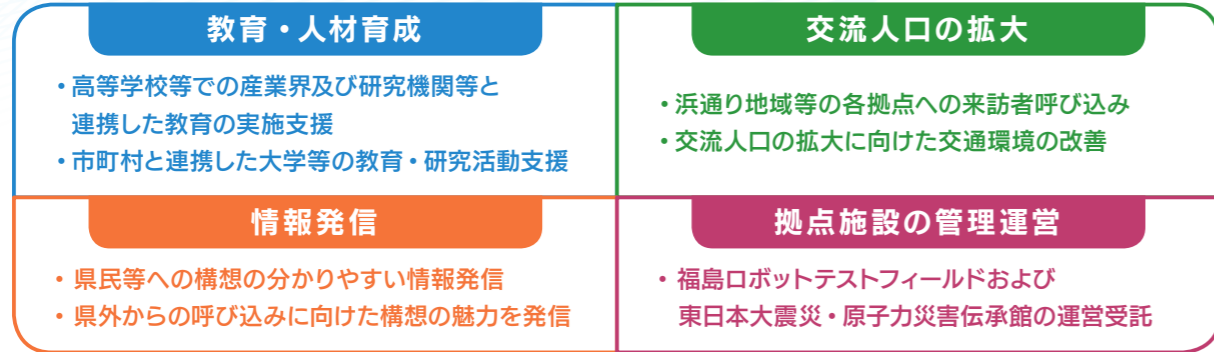 教育・人材育成
・高等学校等での産業界及び研究機関等と
連携した教育の実施支援
・市町村と連携した大学等の教育・研究活動支援
交流人口の拡大
・浜通り地域等の各拠点への来訪者呼び込み
・交流人口の拡大に向けた交通環境の改善
情報発信
・県民等への構想の分かりやすい情報発信
・県外からの呼び込みに向けた構想の魅力を発信
拠点施設の管理運営
・福島ロボットテストフィールドおよび
東日本大震災・原子力災害伝承館の運営受託